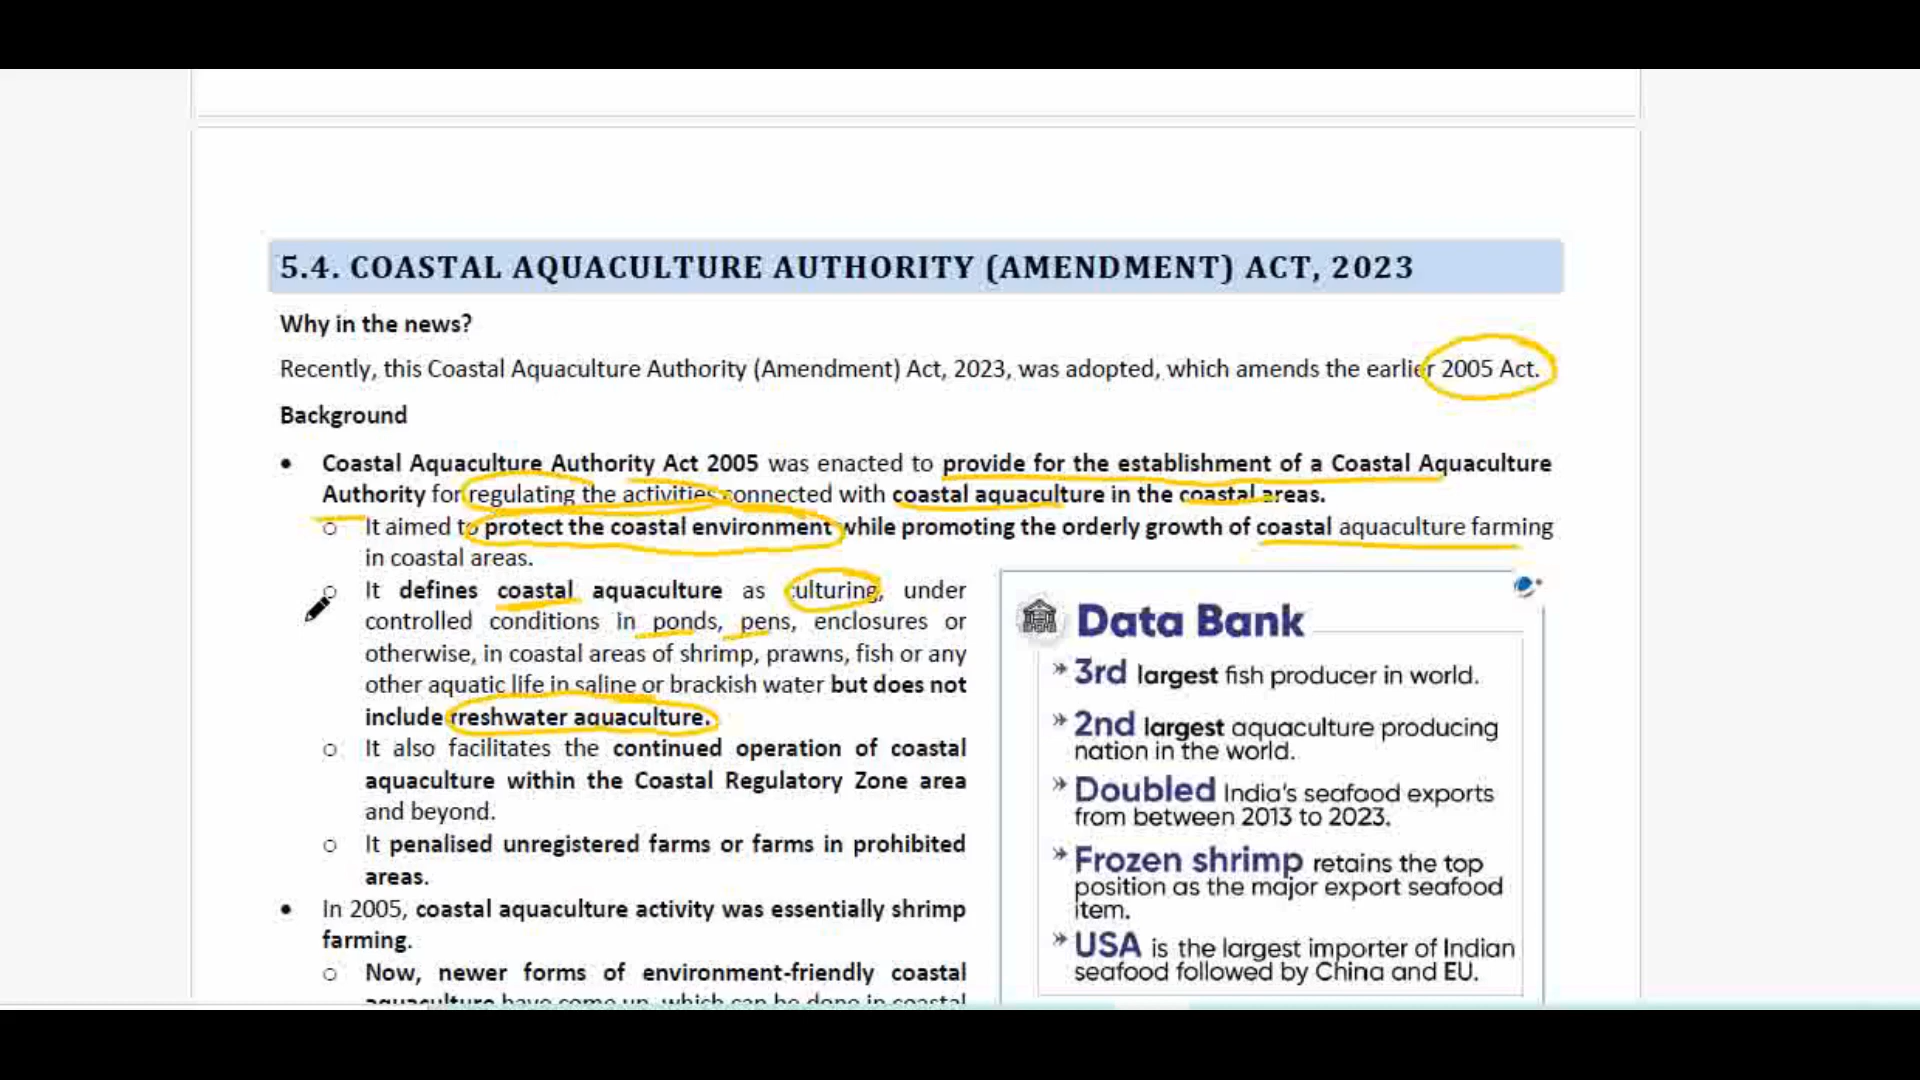 5.4. COASTAL AQUACULTURE AUTHORITY (AMENDMENT) ACT, 2023
Why in the news?
Recently, this Coastal Aquaculture Authority (Amendment) Act, 2023, was adopted, which amends the earlier 2005 Act.
Background
• Coastal Aquaculture Authority Act 2005 was enacted to provide for the establishment of a Coastal Aquaculture
Authority for regulating the activities connected with coastal aquaculture in the coastal areas.
o It aimed to protect the coastal environment while promoting the orderly growth of coastal aquaculture farming
in coastal areas.
o It defines coastal aquaculture as culturing, under
controlled conditions in ponds, pens, enclosures or
otherwise, in coastal areas of shrimp, prawns, fish or any
other aquatic life in saline or brackish water but does not
include freshwater aquaculture.
o It also facilitates the continued operation of coastal
aquaculture within the Coastal Regulatory Zone area
and beyond.
o It penalised unregistered farms or farms in prohibited
areas.
• In 2005, coastal aquaculture activity was essentially shrimp
farming.
o Now, newer forms of environment-friendly coastal
aquaculture have come up, which can be done in coastal
Data Bank
» 3rd largest fish producer in world.
» 2nd largest aquaculture producing
nation in the world.
» Doubled India's seafood exports
from between 2013 to 2023.
» Frozen shrimp retains the top
position as the major export seafood
item.
» USA is the largest importer of Indian
seafood followed by China and EU.